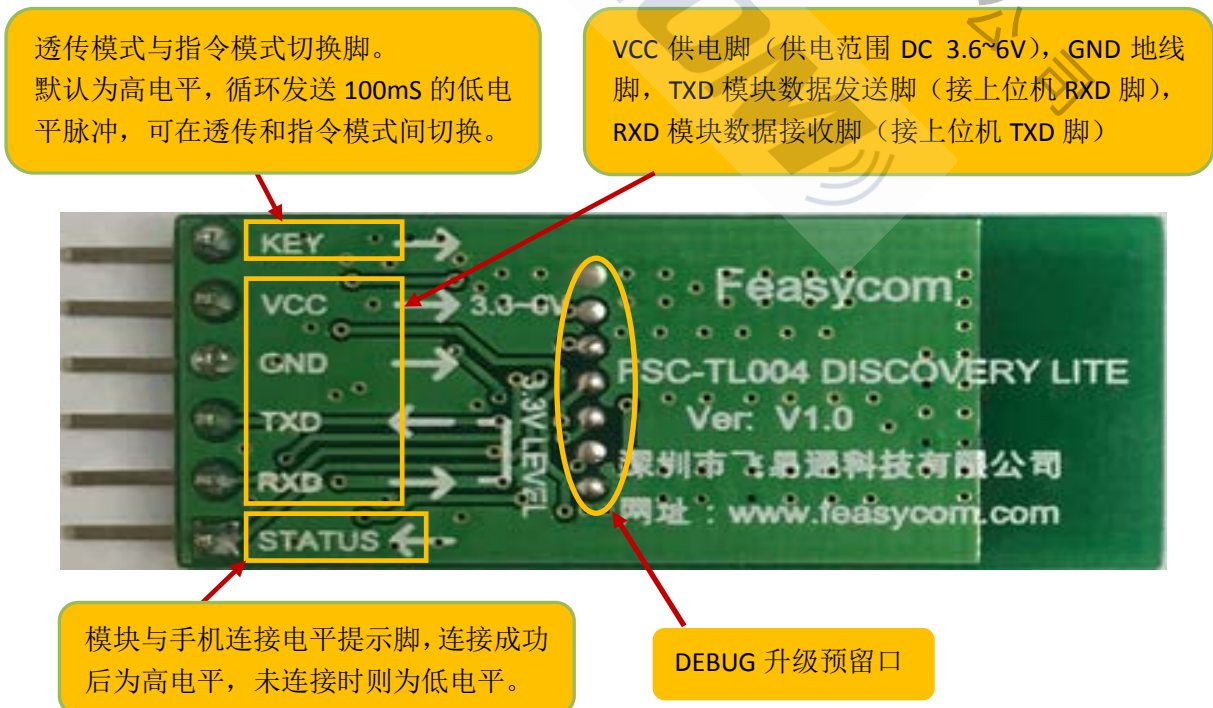 透传模式与指令模式切换脚。
默认为高电平，循环发送 100mS 的低电
平脉冲，可在透传和指令模式间切换。
VCC 供电脚（供电范围 DC 3.6~6V），GND 地线
脚，TXD 模块数据发送脚（接上位机 RXD 脚），
RXD 模块数据接收脚（接上位机 TXD 脚）
公
司
KEY
VCC
3.3~6V
GND
TXD
RXD
STATUS
3.3V LEVEL
Feasycom
FSC-TL004 DISCOVERY LITE
Ver: V1.0
深圳市飞易通科技有限公司
网址：www.feasycom.com
模块与手机连接电平提示脚，连接成功
后为高电平，未连接时则为低电平。
DEBUG 升级预留口